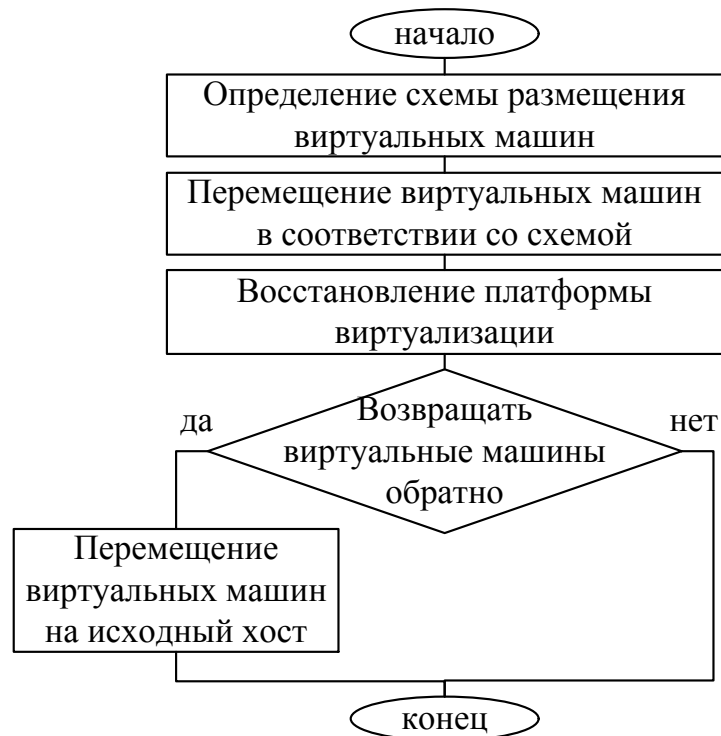 начало
Определение схемы размещения
виртуальных машин
Перемещение виртуальных машин
в соответствии со схемой
Восстановление платформы
виртуализации
да
Возвращать
виртуальные машины
обратно
нет
Перемещение
виртуальных машин
на исходный хост
конец